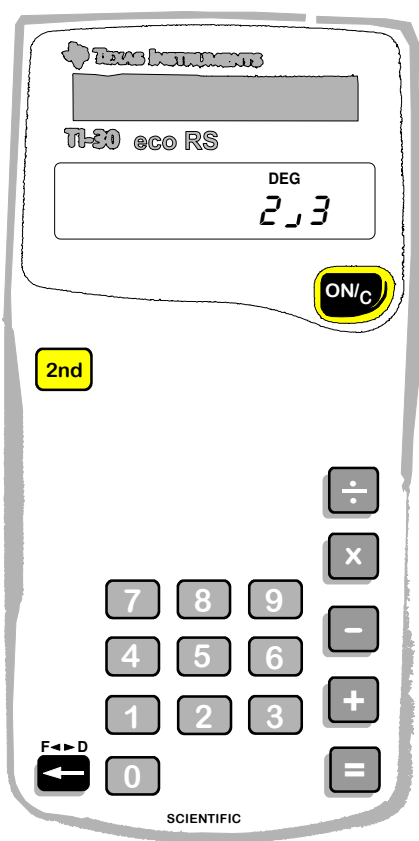 TEXAS INSTRUMENTS
TI-30 eco RS
DEG
2⌟3
ON/C
2nd
÷
x
7 8 9
−
4 5 6
+
1 2 3
F◄►D
← 0 =
SCIENTIFIC